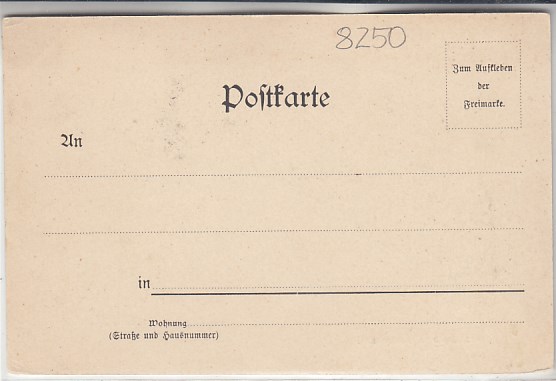 8250
Zum Aufkleben
der
Freimarke.
Postkarte
An
in
Wohnung
(Straße und Hausnummer)